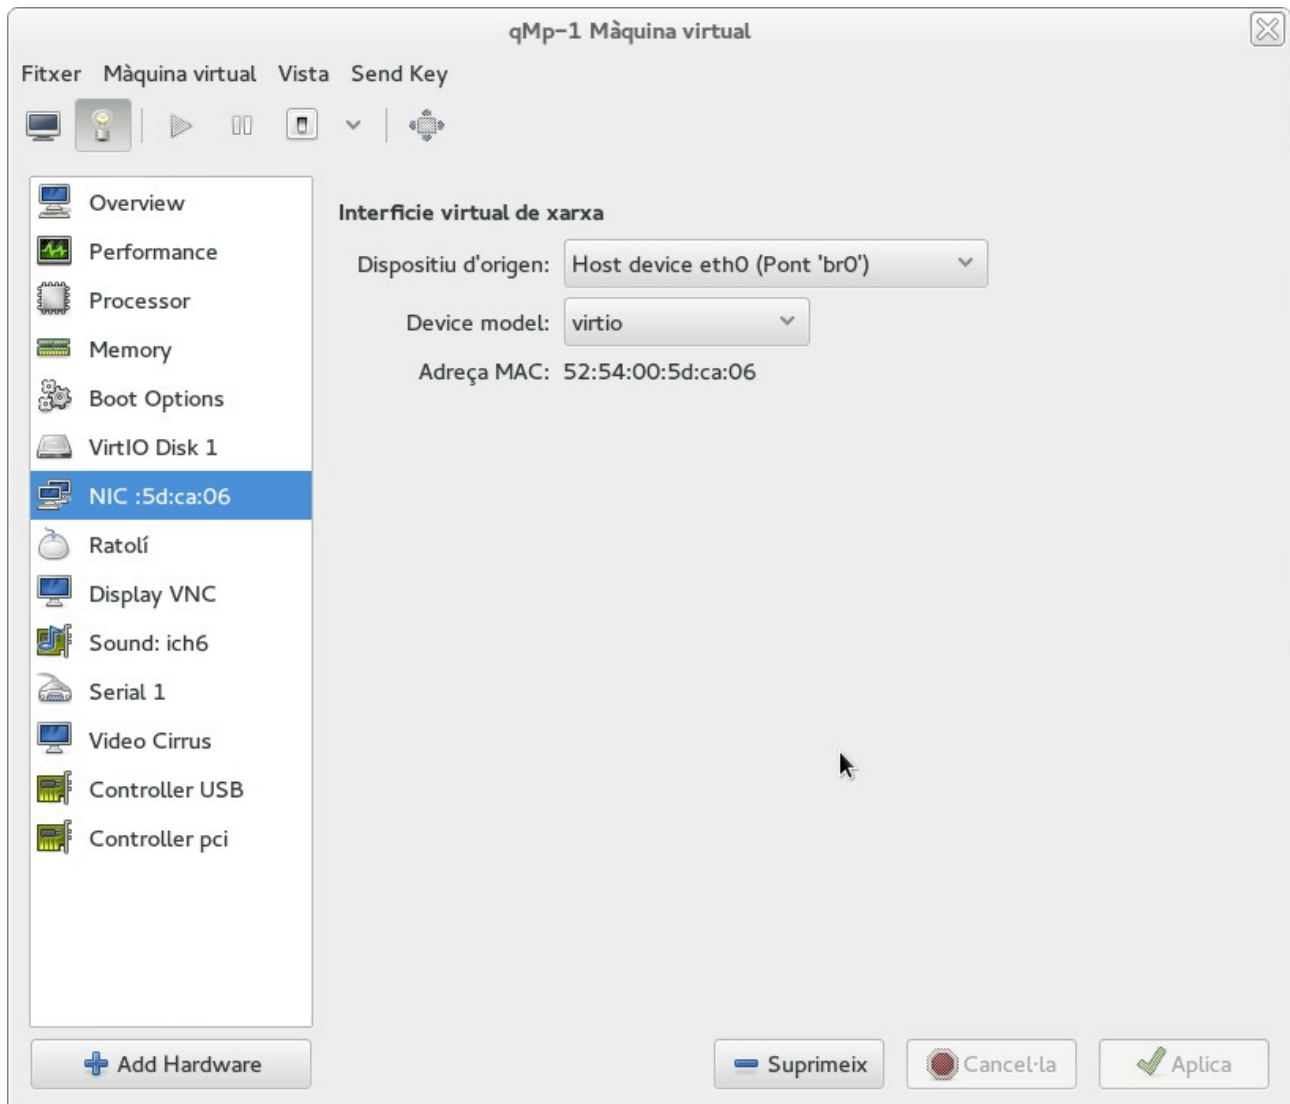 qMp-1 Màquina virtual
Fitxer Màquina virtual Vista Send Key
Overview
Performance
Processor
Memory
Boot Options
VirtIO Disk 1
NIC :5d:ca:06
Ratolí
Display VNC
Sound: ich6
Serial 1
Video Cirrus
Controller USB
Controller pci
Add Hardware
Interfície virtual de xarxa
Dispositiu d'origen: Host device eth0 (Pont 'br0')
Device model: virtio
Adreça MAC: 52:54:00:5d:ca:06
Suprimeix Cancel·la Aplica